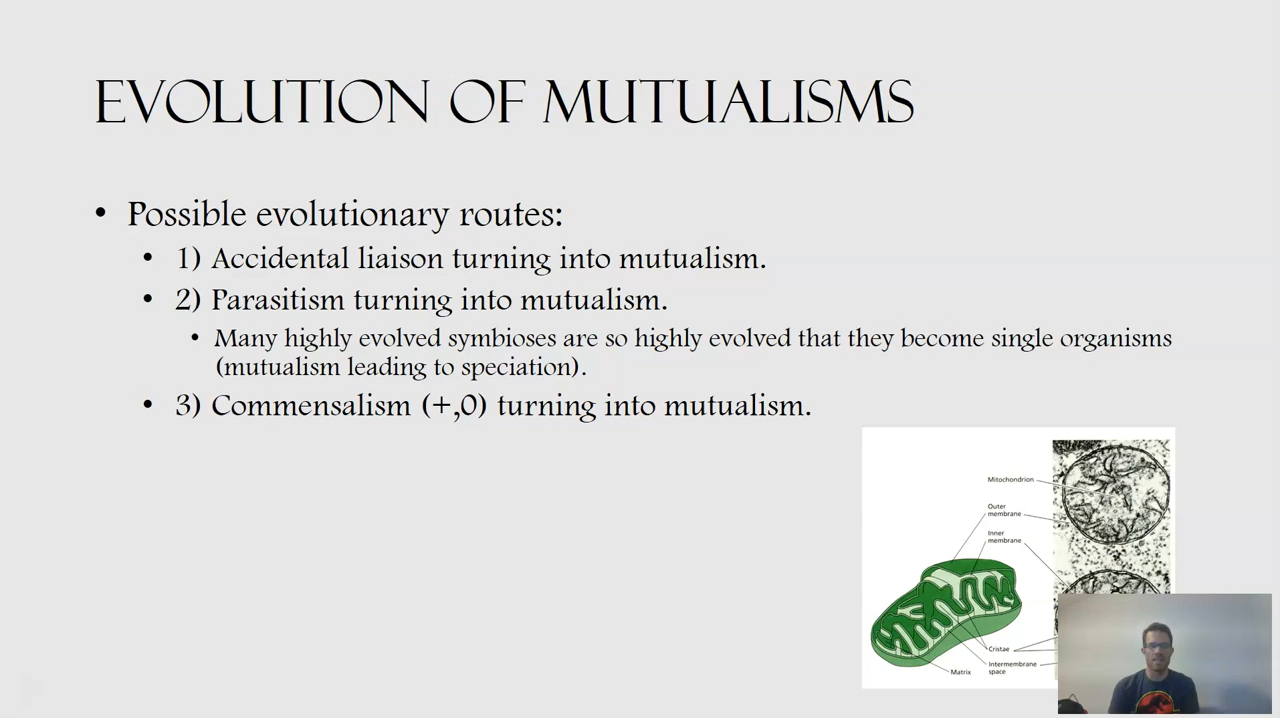 EVOLUTION OF MUTUALISMS
• Possible evolutionary routes:
• 1) Accidental liaison turning into mutualism.
• 2) Parasitism turning into mutualism.
• Many highly evolved symbioses are so highly evolved that they become single organisms
(mutualism leading to speciation).
• 3) Commensalism (+,0) turning into mutualism.
Mitochondrion
Outer
membrane
Inner
membrane
Cristae
Intermembrane
space
Matrix